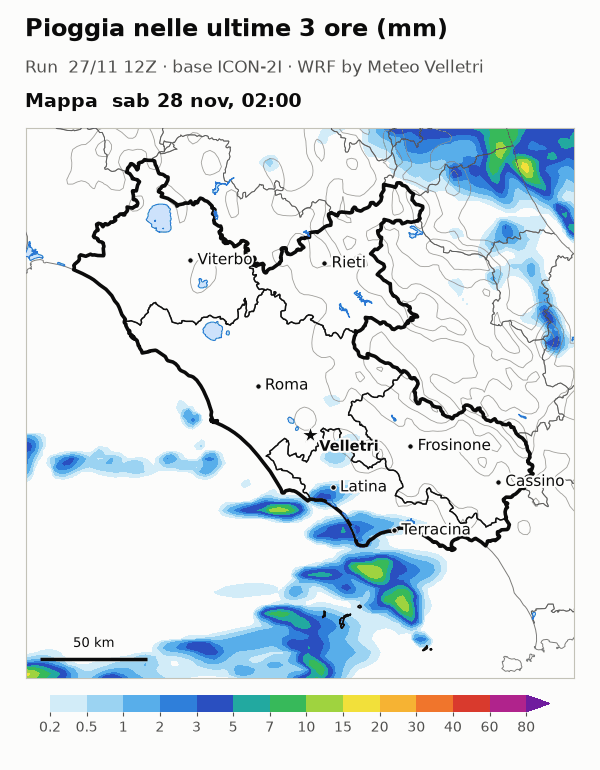 Pioggia nelle ultime 3 ore (mm)
Run  27/11 12Z · base ICON-2I · WRF by Meteo Velletri
Mappa  sab 28 nov, 02:00
Viterbo
Rieti
Roma
Velletri
Frosinone
Cassino
Latina
Terracina
50 km
0.2 0.5 1 2 3 5 7 10 15 20 30 40 60 80